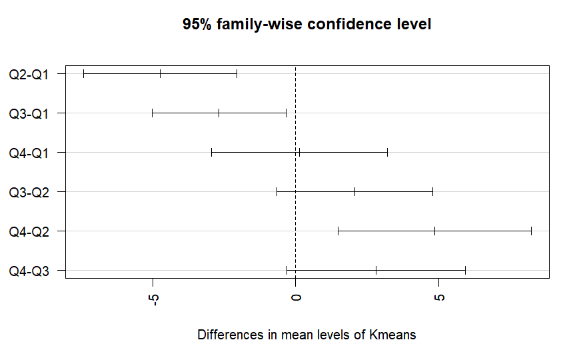 95% family-wise confidence level
Q2-Q1
Q3-Q1
Q4-Q1
Q3-Q2
Q4-Q2
Q4-Q3
-5
0
5
Differences in mean levels of Kmeans